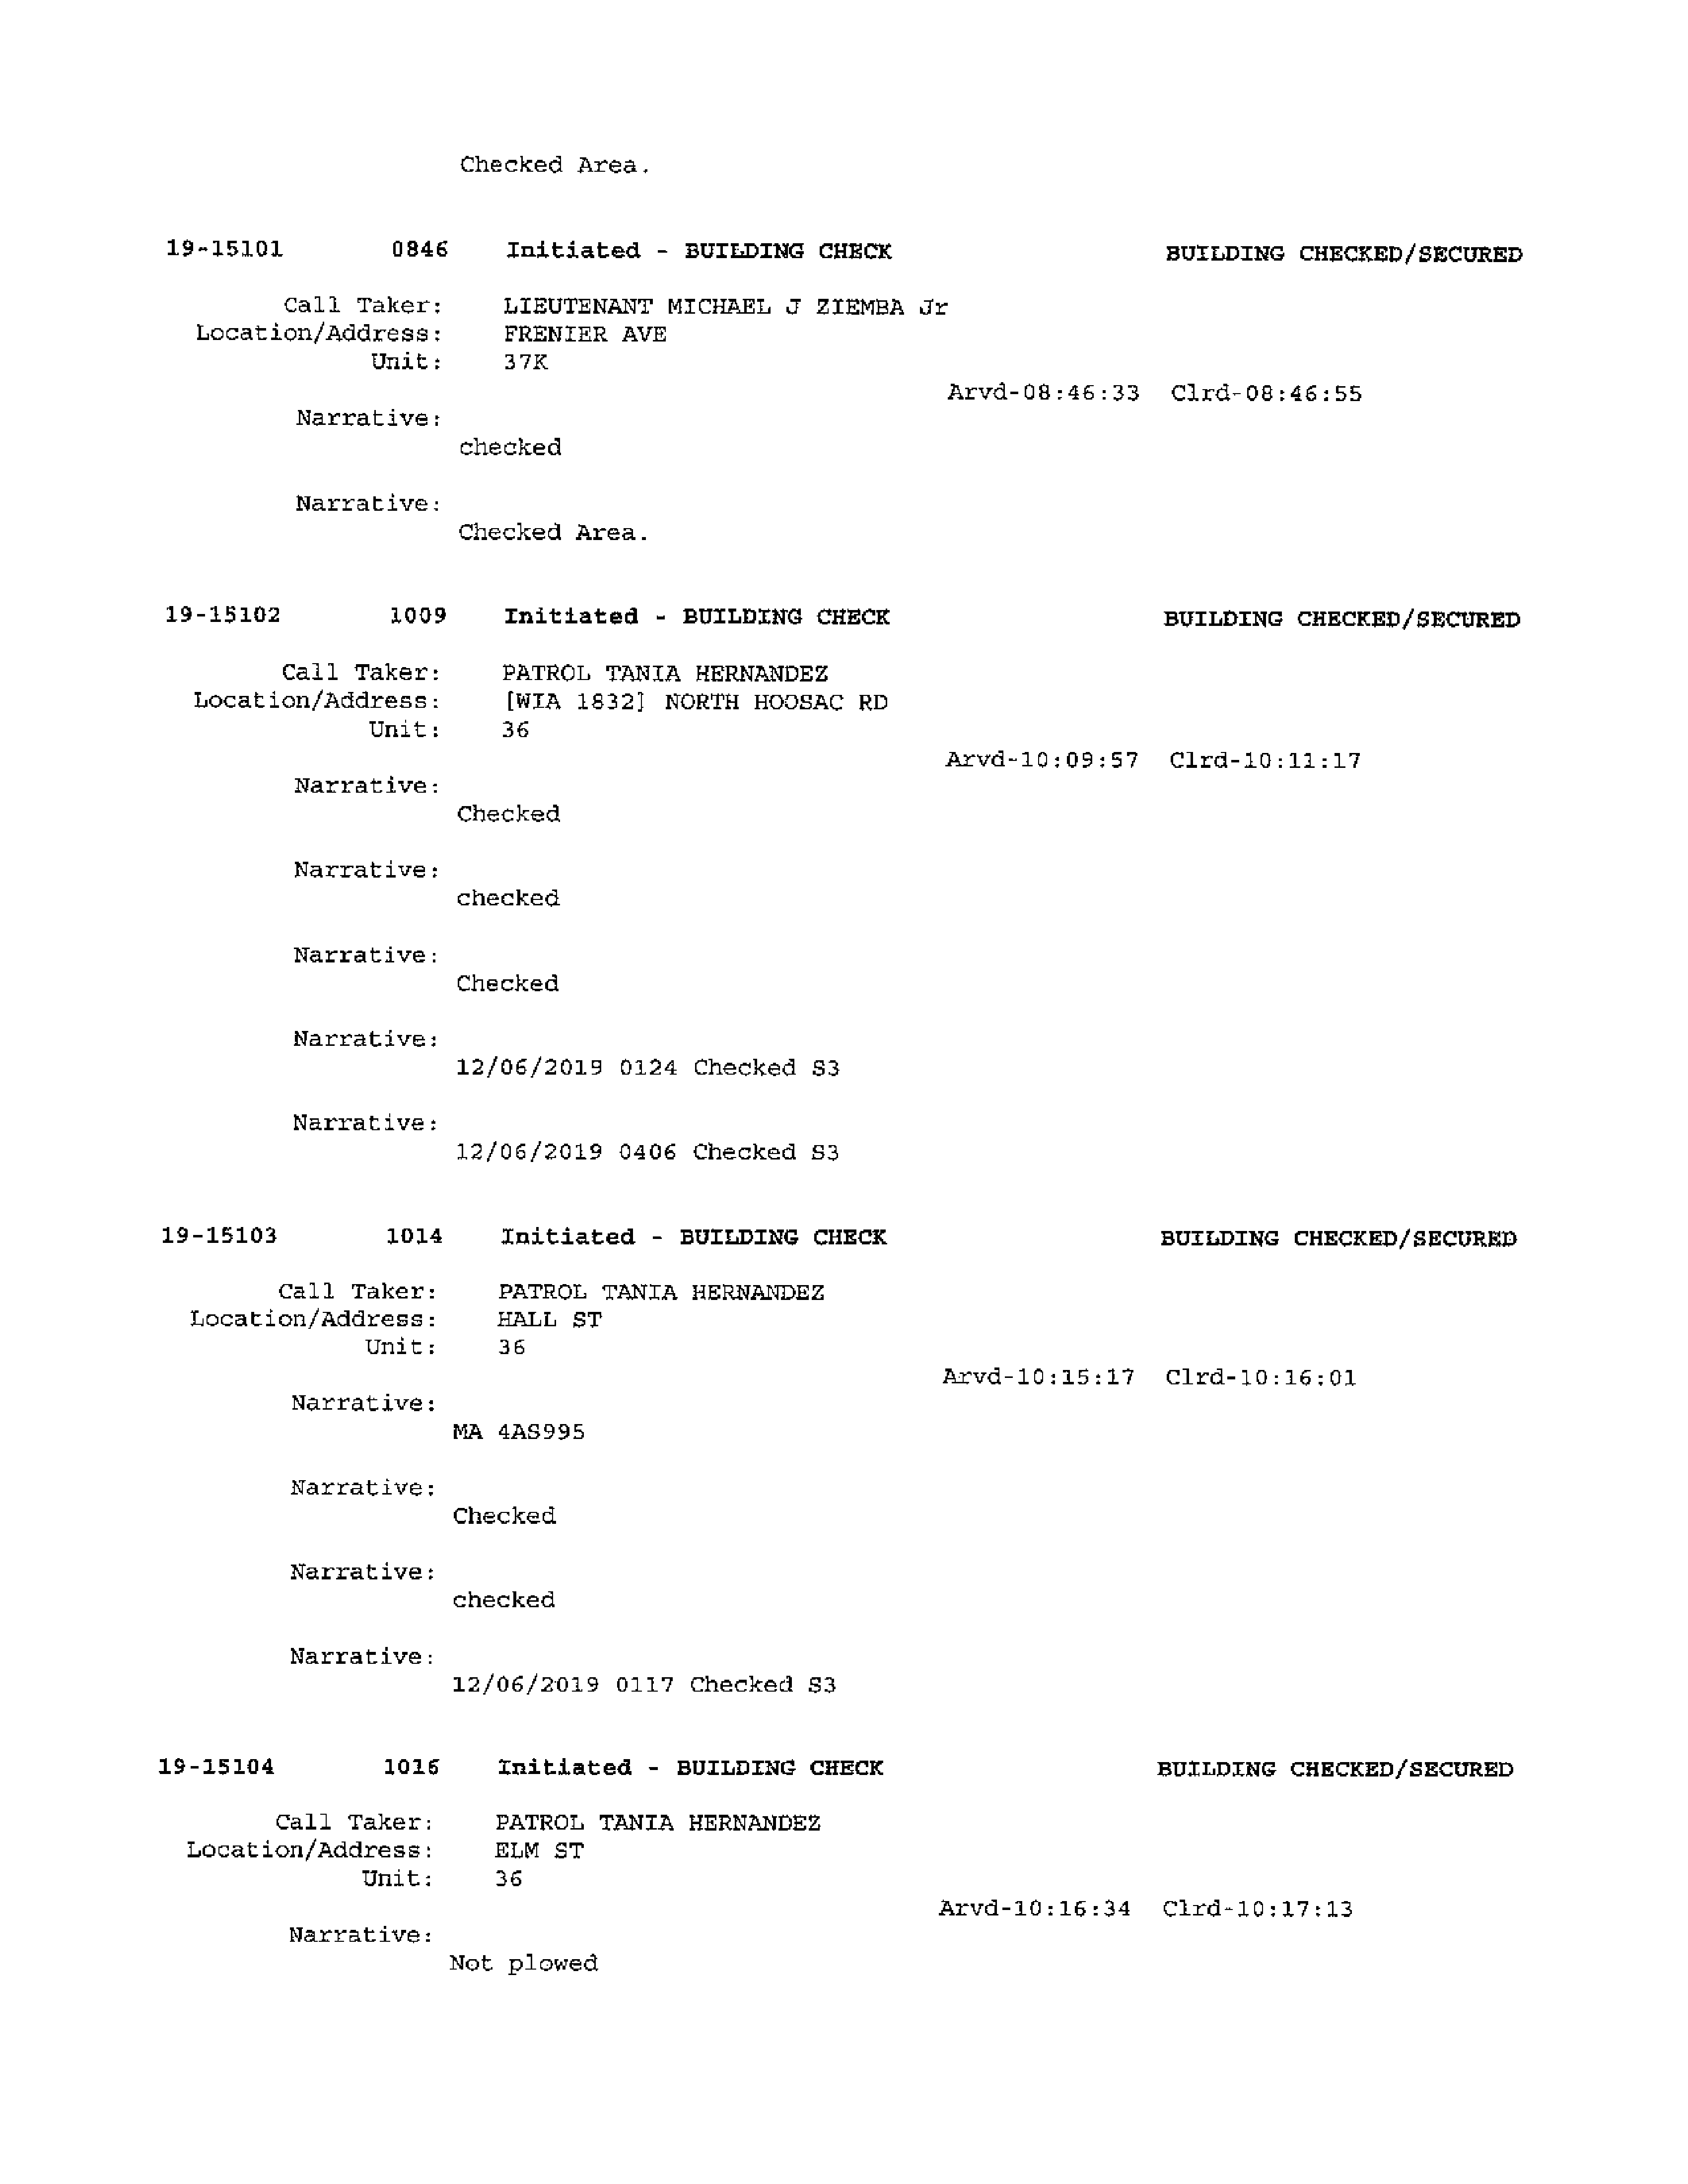 Checked Area.
19-15101 0846 Initiated - BUILDING CHECK BUILDING CHECKED/SECURED
Call Taker: LIEUTENANT MICHAEL J ZIEMBA Jr
Location/Address: FRENIER AVE
Unit: 37K
Arvd-08:46:33 Clrd-08:46:55
Narrative:
checked
Narrative:
Checked Area.
19-15102 1009 Initiated - BUILDING CHECK BUILDING CHECKED/SECURED
Call Taker: PATROL TANIA HERNANDEZ
Location/Address: [WIA 1832] NORTH HOOSAC RD
Unit: 36
Arvd-10:09:57 Clrd-10:11:17
Narrative:
Checked
Narrative:
checked
Narrative:
Checked
Narrative:
12/06/2019 0124 Checked S3
Narrative:
12/06/2019 0406 Checked S3
19-15103 1014 Initiated - BUILDING CHECK BUILDING CHECKED/SECURED
Call Taker: PATROL TANIA HERNANDEZ
Location/Address: HALL ST
Unit: 36
Arvd-10:15:17 Clrd-10:16:01
Narrative:
MA 4AS995
Narrative:
Checked
Narrative:
checked
Narrative:
12/06/2019 0117 Checked S3
19-15104 1016 Initiated - BUILDING CHECK BUILDING CHECKED/SECURED
Call Taker: PATROL TANIA HERNANDEZ
Location/Address: ELM ST
Unit: 36
Arvd-10:16:34 Clrd-10:17:13
Narrative:
Not plowed